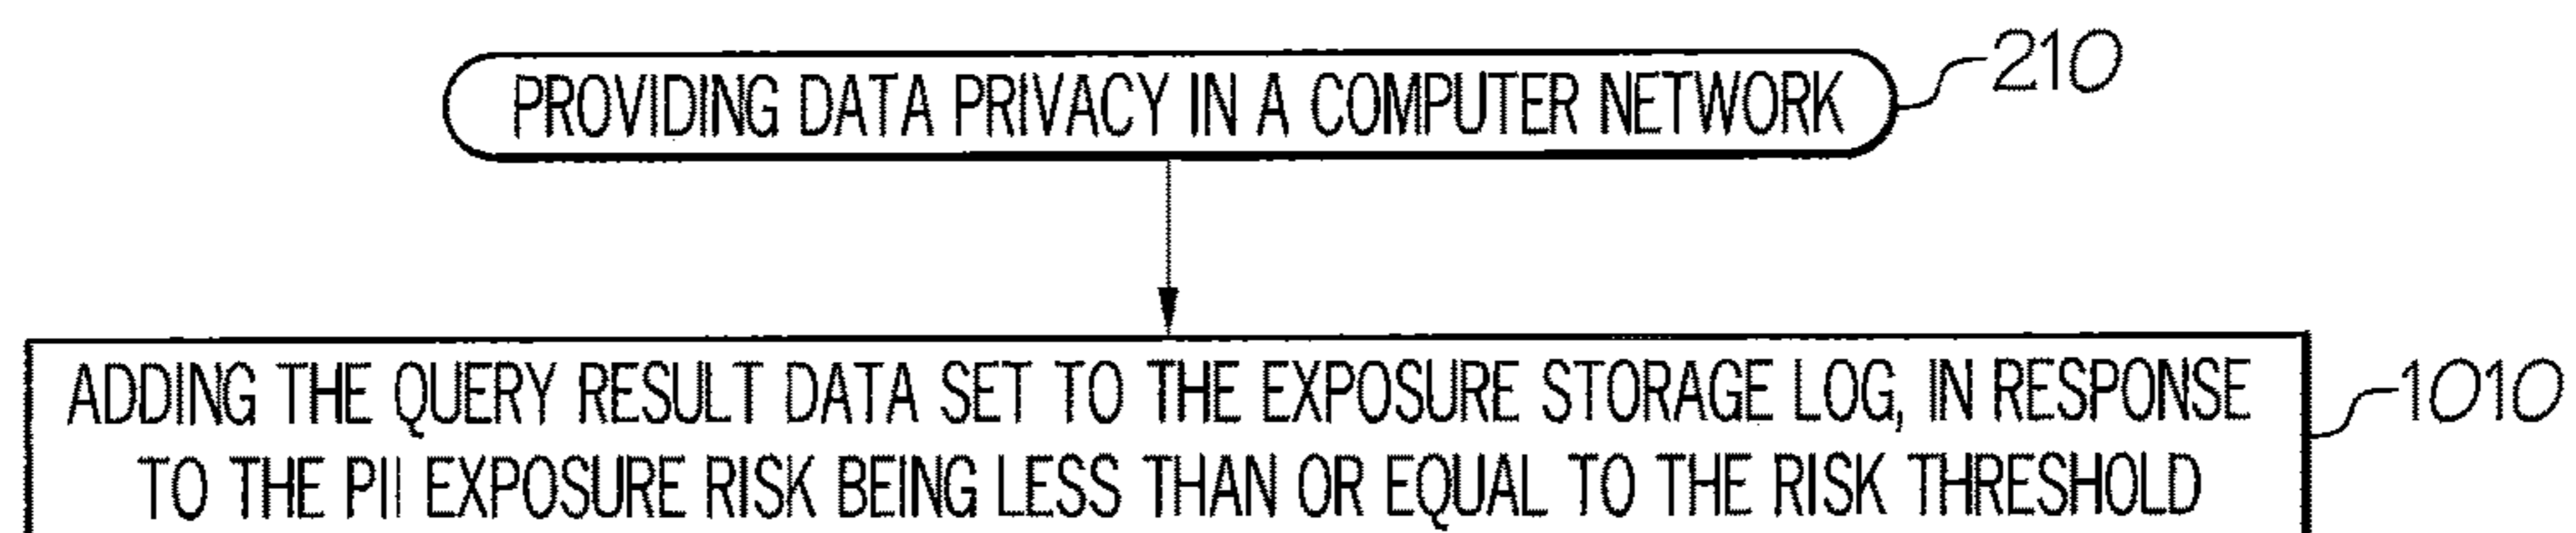 PROVIDING DATA PRIVACY IN A COMPUTER NETWORK
210
ADDING THE QUERY RESULT DATA SET TO THE EXPOSURE STORAGE LOG, IN RESPONSE
TO THE PII EXPOSURE RISK BEING LESS THAN OR EQUAL TO THE RISK THRESHOLD
1010